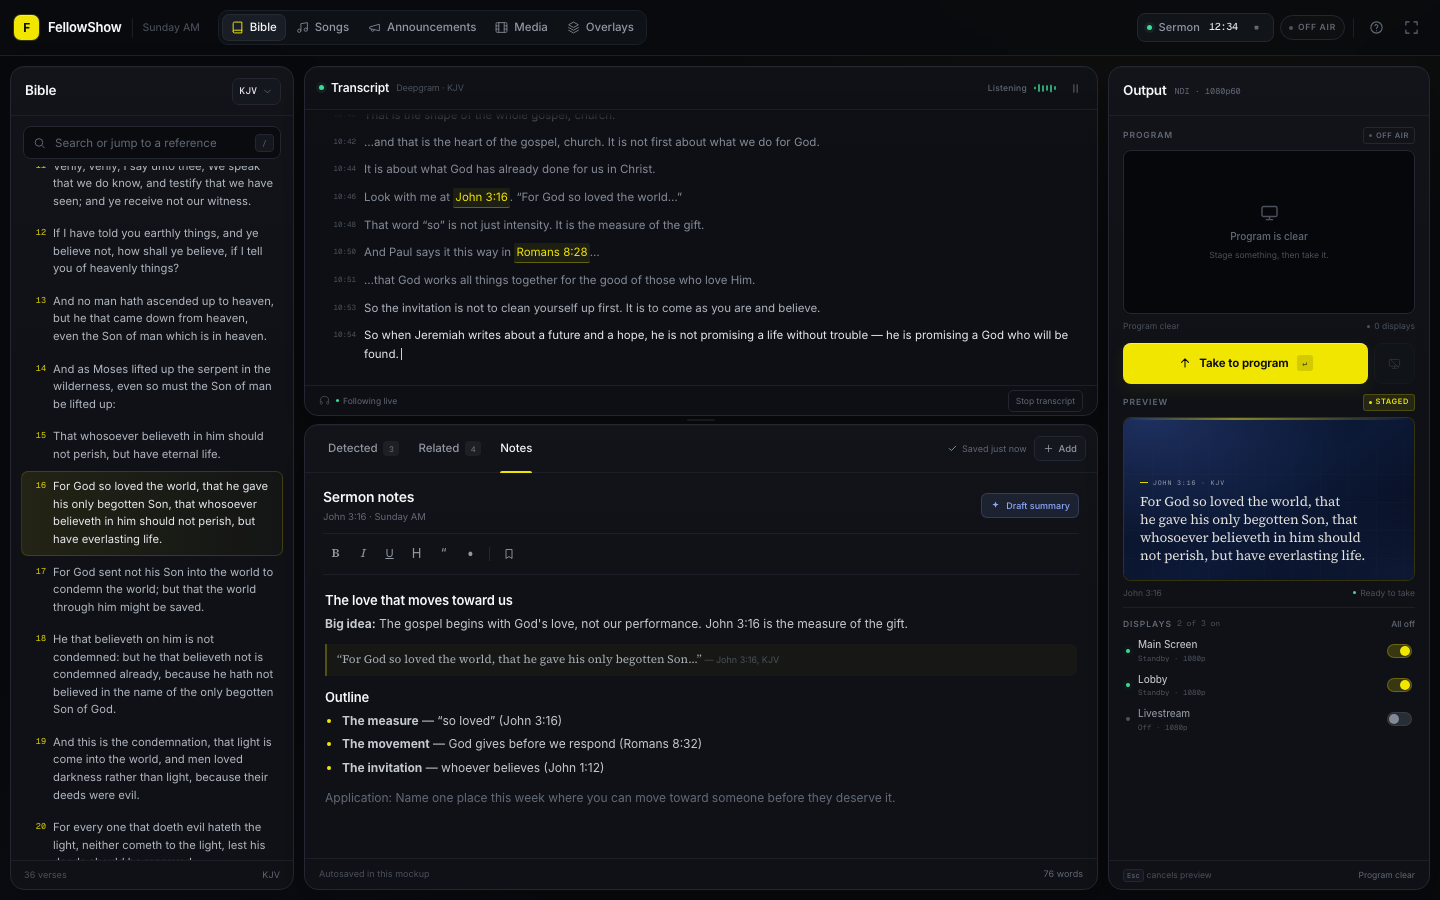 F FellowShow Sunday AM Bible Songs Announcements Media Overlays Sermon 12:34 OFF AIR
Bible KJV
Search or jump to a reference /
11 Verily, verily, I say unto thee, We speak
that we do know, and testify that we have
seen; and ye receive not our witness.
12 If I have told you earthly things, and ye
believe not, how shall ye believe, if I tell
you of heavenly things?
13 And no man hath ascended up to heaven,
but he that came down from heaven,
even the Son of man which is in heaven.
14 And as Moses lifted up the serpent in the
wilderness, even so must the Son of man
be lifted up:
15 That whosoever believeth in him should
not perish, but have eternal life.
16 For God so loved the world, that he gave
his only begotten Son, that whosoever
believeth in him should not perish, but
have everlasting life.
17 For God sent not his Son into the world to
condemn the world; but that the world
through him might be saved.
18 He that believeth on him is not
condemned: but he that believeth not is
condemned already, because he hath not
believed in the name of the only begotten
Son of God.
19 And this is the condemnation, that light is
come into the world, and men loved
darkness rather than light, because their
deeds were evil.
20 For every one that doeth evil hateth the
light, neither cometh to the light, lest his
36 verses KJV
Transcript Deepgram · KJV Listening
That is the shape of the whole gospel, church.
10:42 …and that is the heart of the gospel, church. It is not first about what we do for God.
10:44 It is about what God has already done for us in Christ.
10:46 Look with me at John 3:16. “For God so loved the world…”
10:48 That word “so” is not just intensity. It is the measure of the gift.
10:50 And Paul says it this way in Romans 8:28…
10:51 …that God works all things together for the good of those who love Him.
10:53 So the invitation is not to clean yourself up first. It is to come as you are and believe.
10:54 So when Jeremiah writes about a future and a hope, he is not promising a life without trouble — he is promising a God who will be
found.
Following live Stop transcript
Detected 3 Related 4 Notes Saved just now Add
Sermon notes
John 3:16 · Sunday AM
Draft summary
B I U H “ •
The love that moves toward us
Big idea: The gospel begins with God's love, not our performance. John 3:16 is the measure of the gift.
“For God so loved the world, that he gave his only begotten Son…” — John 3:16, KJV
Outline
• The measure — “so loved” (John 3:16)
• The movement — God gives before we respond (Romans 8:32)
• The invitation — whoever believes (John 1:12)
Application: Name one place this week where you can move toward someone before they deserve it.
Autosaved in this mockup 76 words
Output NDI · 1080p60
PROGRAM OFF AIR
Program is clear
Stage something, then take it.
Program clear 0 displays
Take to program ↵
PREVIEW STAGED
JOHN 3:16 · KJV
For God so loved the world, that
he gave his only begotten Son, that
whosoever believeth in him should
not perish, but have everlasting life.
John 3:16 Ready to take
DISPLAYS 2 of 3 on All off
Main Screen
Standby · 1080p
Lobby
Standby · 1080p
Livestream
Off · 1080p
Esc cancels preview Program clear